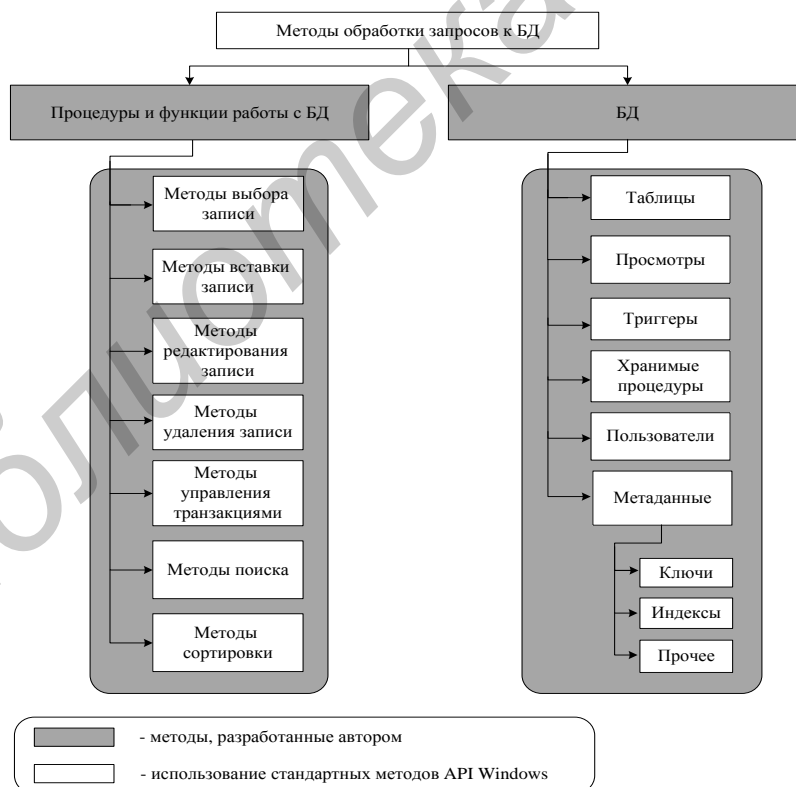 Методы обработки запросов к БД
Процедуры и функции работы с БД
БД
Методы выбора
записи
Методы вставки
записи
Методы
редактирования
записи
Методы
удаления записи
Методы
управления
транзакциями
Методы поиска
Методы
сортировки
Таблицы
Просмотры
Триггеры
Хранимые
процедуры
Пользователи
Метаданные
Ключи
Индексы
Прочее
- методы, разработанные автором
- использование стандартных методов API Windows
блиотека